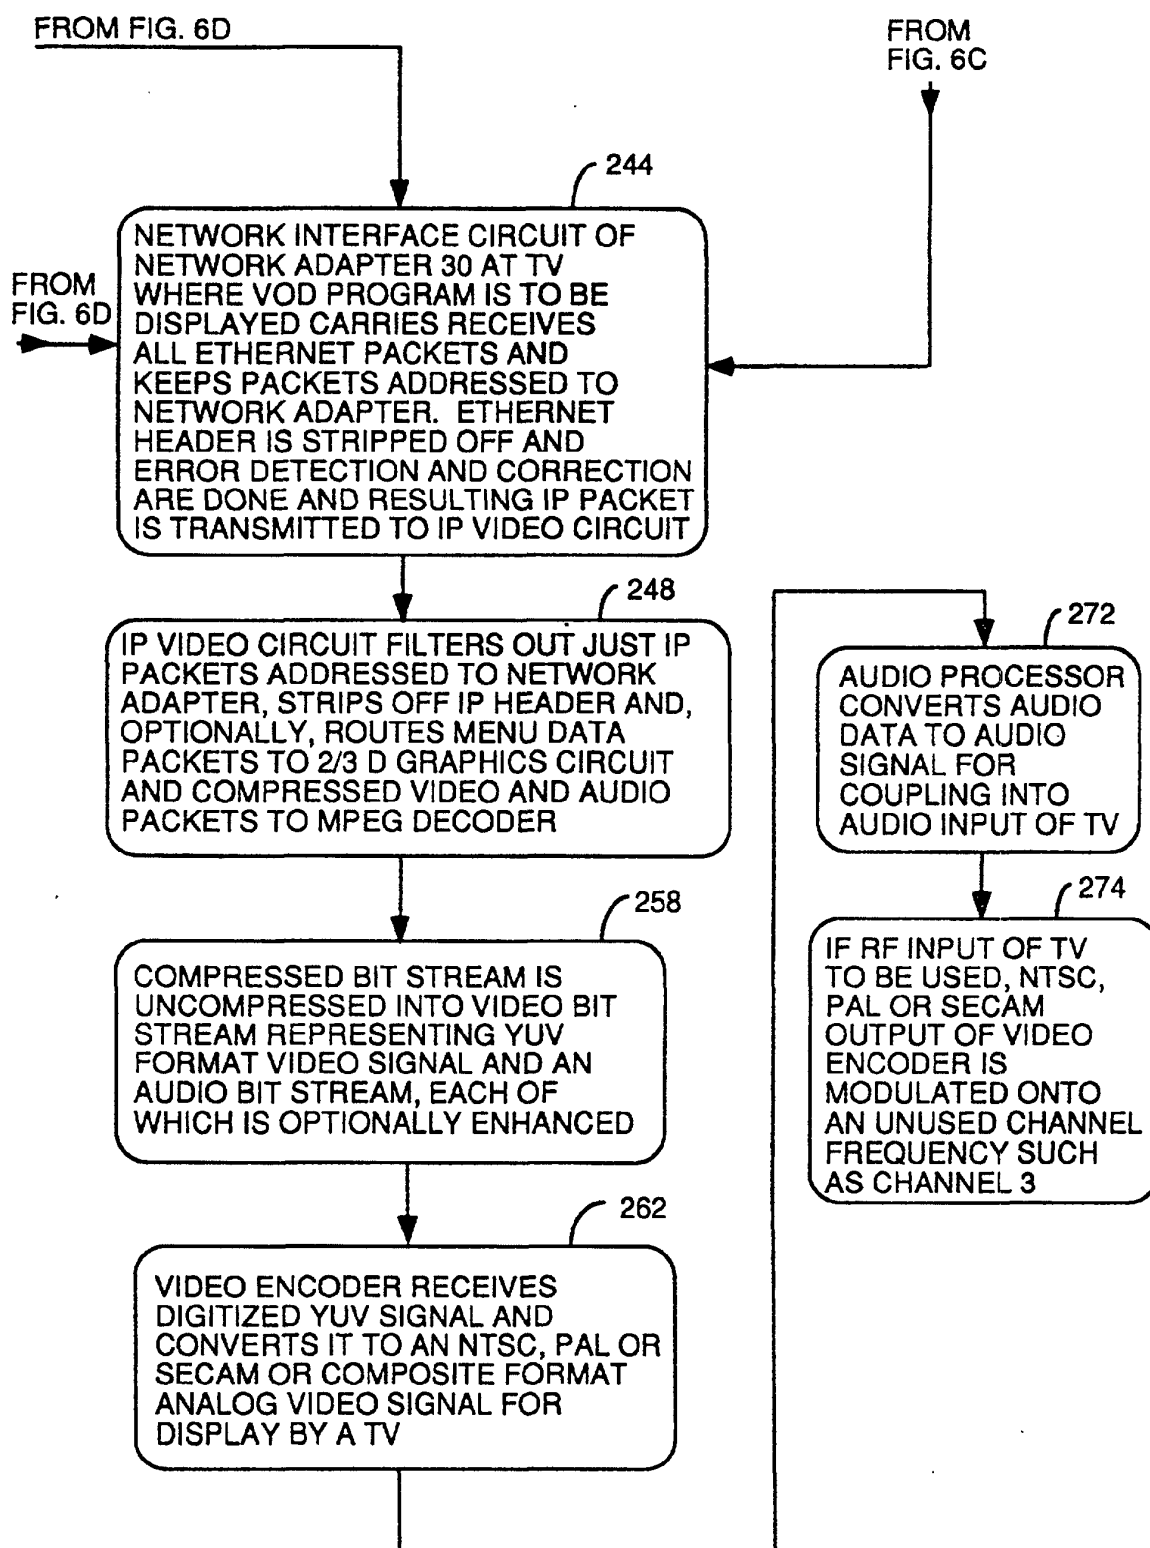 FROM FIG. 6D
FROM
FIG. 6C
244
NETWORK INTERFACE CIRCUIT OF
NETWORK ADAPTER 30 AT TV
WHERE VOD PROGRAM IS TO BE
DISPLAYED CARRIES RECEIVES
ALL ETHERNET PACKETS AND
KEEPS PACKETS ADDRESSED TO
NETWORK ADAPTER. ETHERNET
HEADER IS STRIPPED OFF AND
ERROR DETECTION AND CORRECTION
ARE DONE AND RESULTING IP PACKET
IS TRANSMITTED TO IP VIDEO CIRCUIT
FROM
FIG. 6D
248
IP VIDEO CIRCUIT FILTERS OUT JUST IP
PACKETS ADDRESSED TO NETWORK
ADAPTER, STRIPS OFF IP HEADER AND,
OPTIONALLY, ROUTES MENU DATA
PACKETS TO 2/3 D GRAPHICS CIRCUIT
AND COMPRESSED VIDEO AND AUDIO
PACKETS TO MPEG DECODER
258
COMPRESSED BIT STREAM IS
UNCOMPRESSED INTO VIDEO BIT
STREAM REPRESENTING YUV
FORMAT VIDEO SIGNAL AND AN
AUDIO BIT STREAM, EACH OF
WHICH IS OPTIONALLY ENHANCED
262
VIDEO ENCODER RECEIVES
DIGITIZED YUV SIGNAL AND
CONVERTS IT TO AN NTSC, PAL OR
SECAM OR COMPOSITE FORMAT
ANALOG VIDEO SIGNAL FOR
DISPLAY BY A TV
272
AUDIO PROCESSOR
CONVERTS AUDIO
DATA TO AUDIO
SIGNAL FOR
COUPLING INTO
AUDIO INPUT OF TV
274
IF RF INPUT OF TV
TO BE USED, NTSC,
PAL OR SECAM
OUTPUT OF VIDEO
ENCODER IS
MODULATED ONTO
AN UNUSED CHANNEL
FREQUENCY SUCH
AS CHANNEL 3